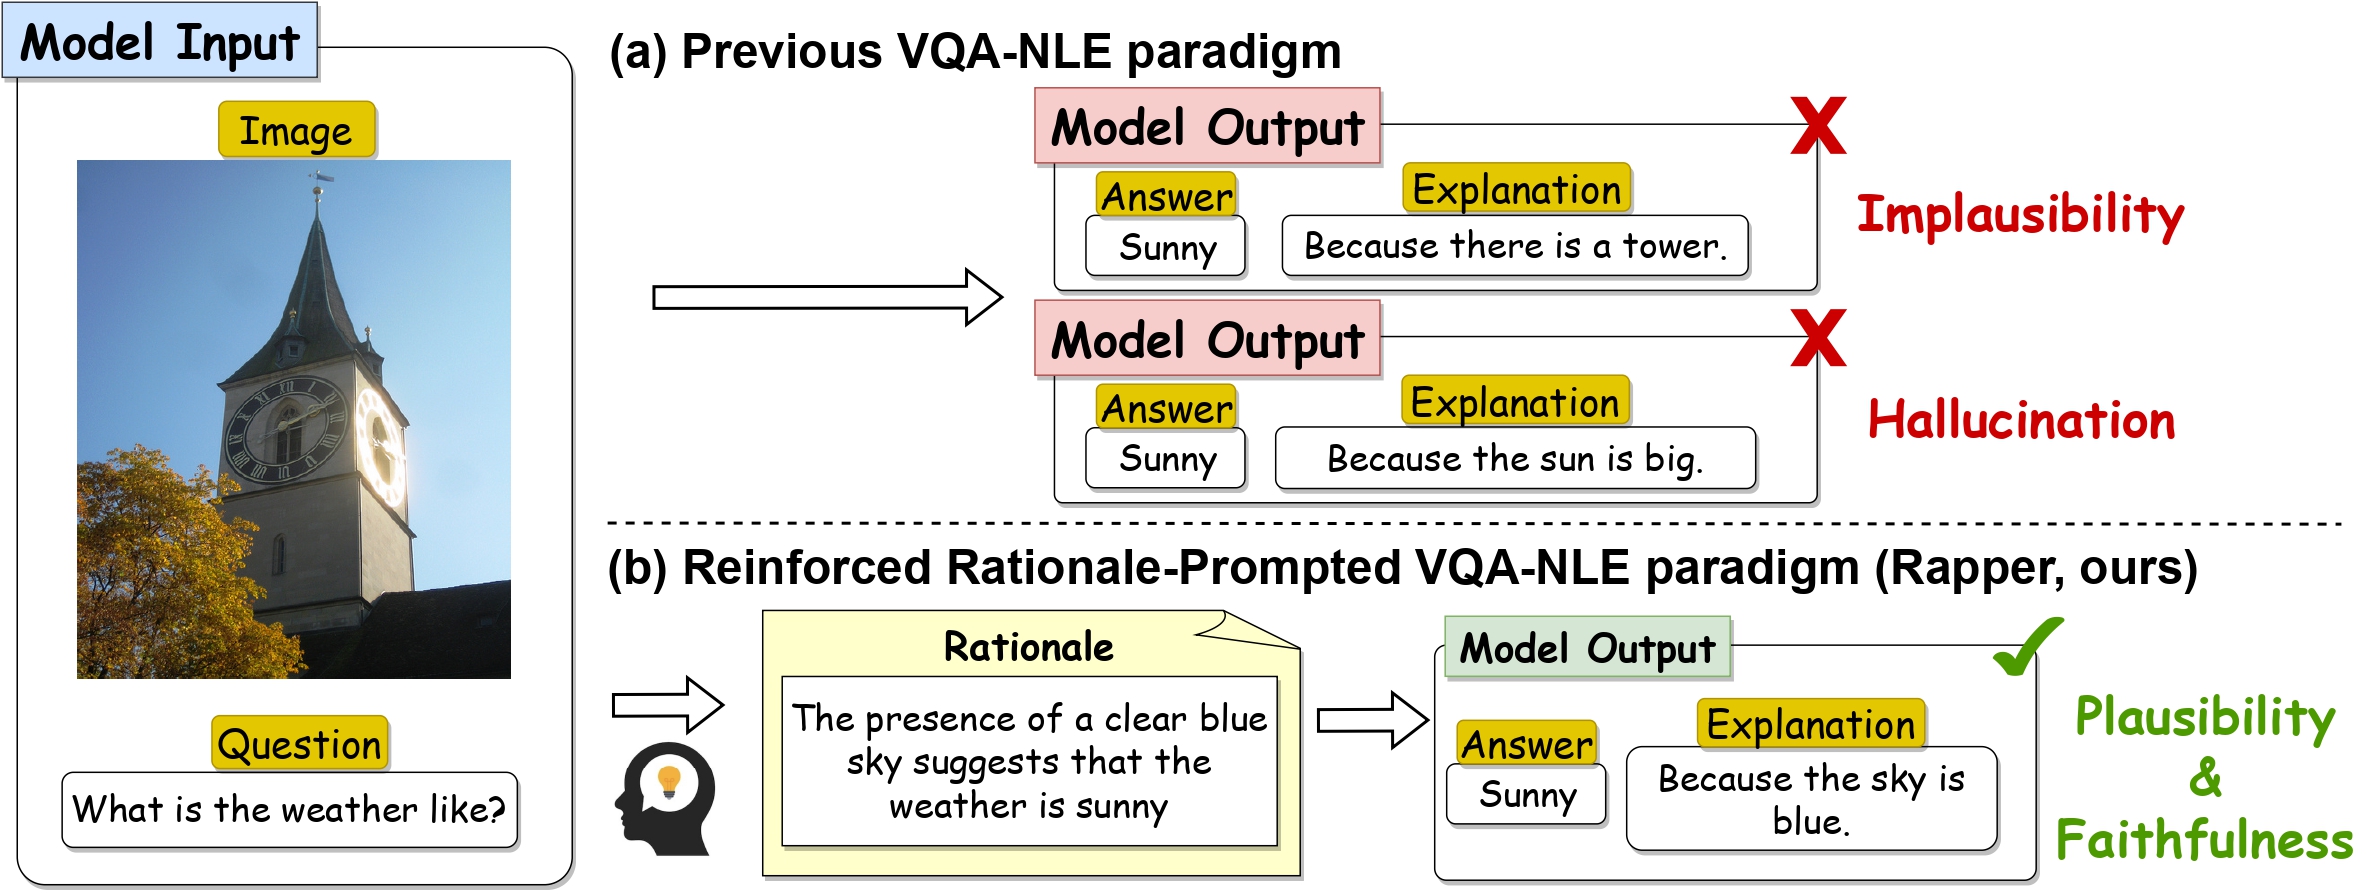 Model Input
Image
Question
What is the weather like?
(a) Previous VQA-NLE paradigm
Model Output
Answer
Sunny
Explanation
Because there is a tower.
X
Implausibility
Model Output
Answer
Sunny
Explanation
Because the sun is big.
X
Hallucination
(b) Reinforced Rationale-Prompted VQA-NLE paradigm (Rapper, ours)
Rationale
The presence of a clear blue
sky suggests that the
weather is sunny
Model Output
Answer
Sunny
Explanation
Because the sky is
blue.
Plausibility
&
Faithfulness